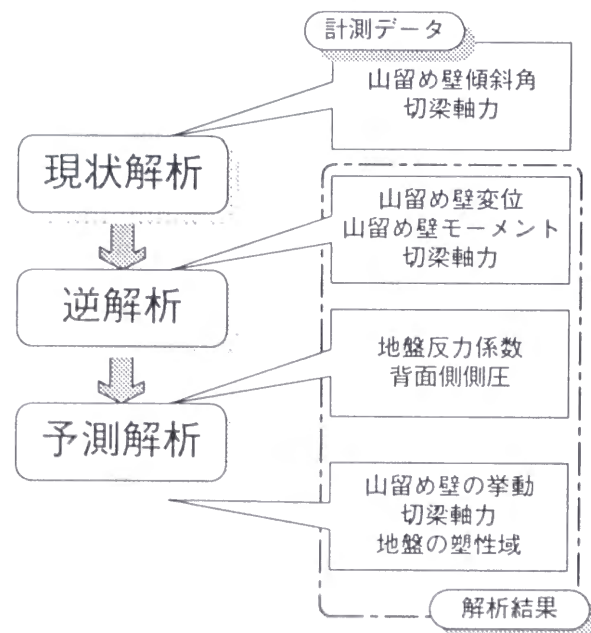 計測データ
山留め壁傾斜角
切梁軸力
現状解析
山留め壁変位
山留め壁モーメント
切梁軸力
逆解析
地盤反力係数
背面側側圧
予測解析
山留め壁の挙動
切梁軸力
地盤の塑性域
解析結果